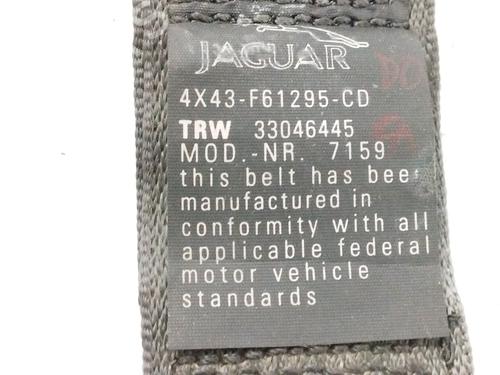 JAGUAR
4X43-F61295-CD
TRW 33046445
MOD.-NR. 7159
this belt has been
manufactured in
conformity with all
applicable federal
motor vehicle
standards